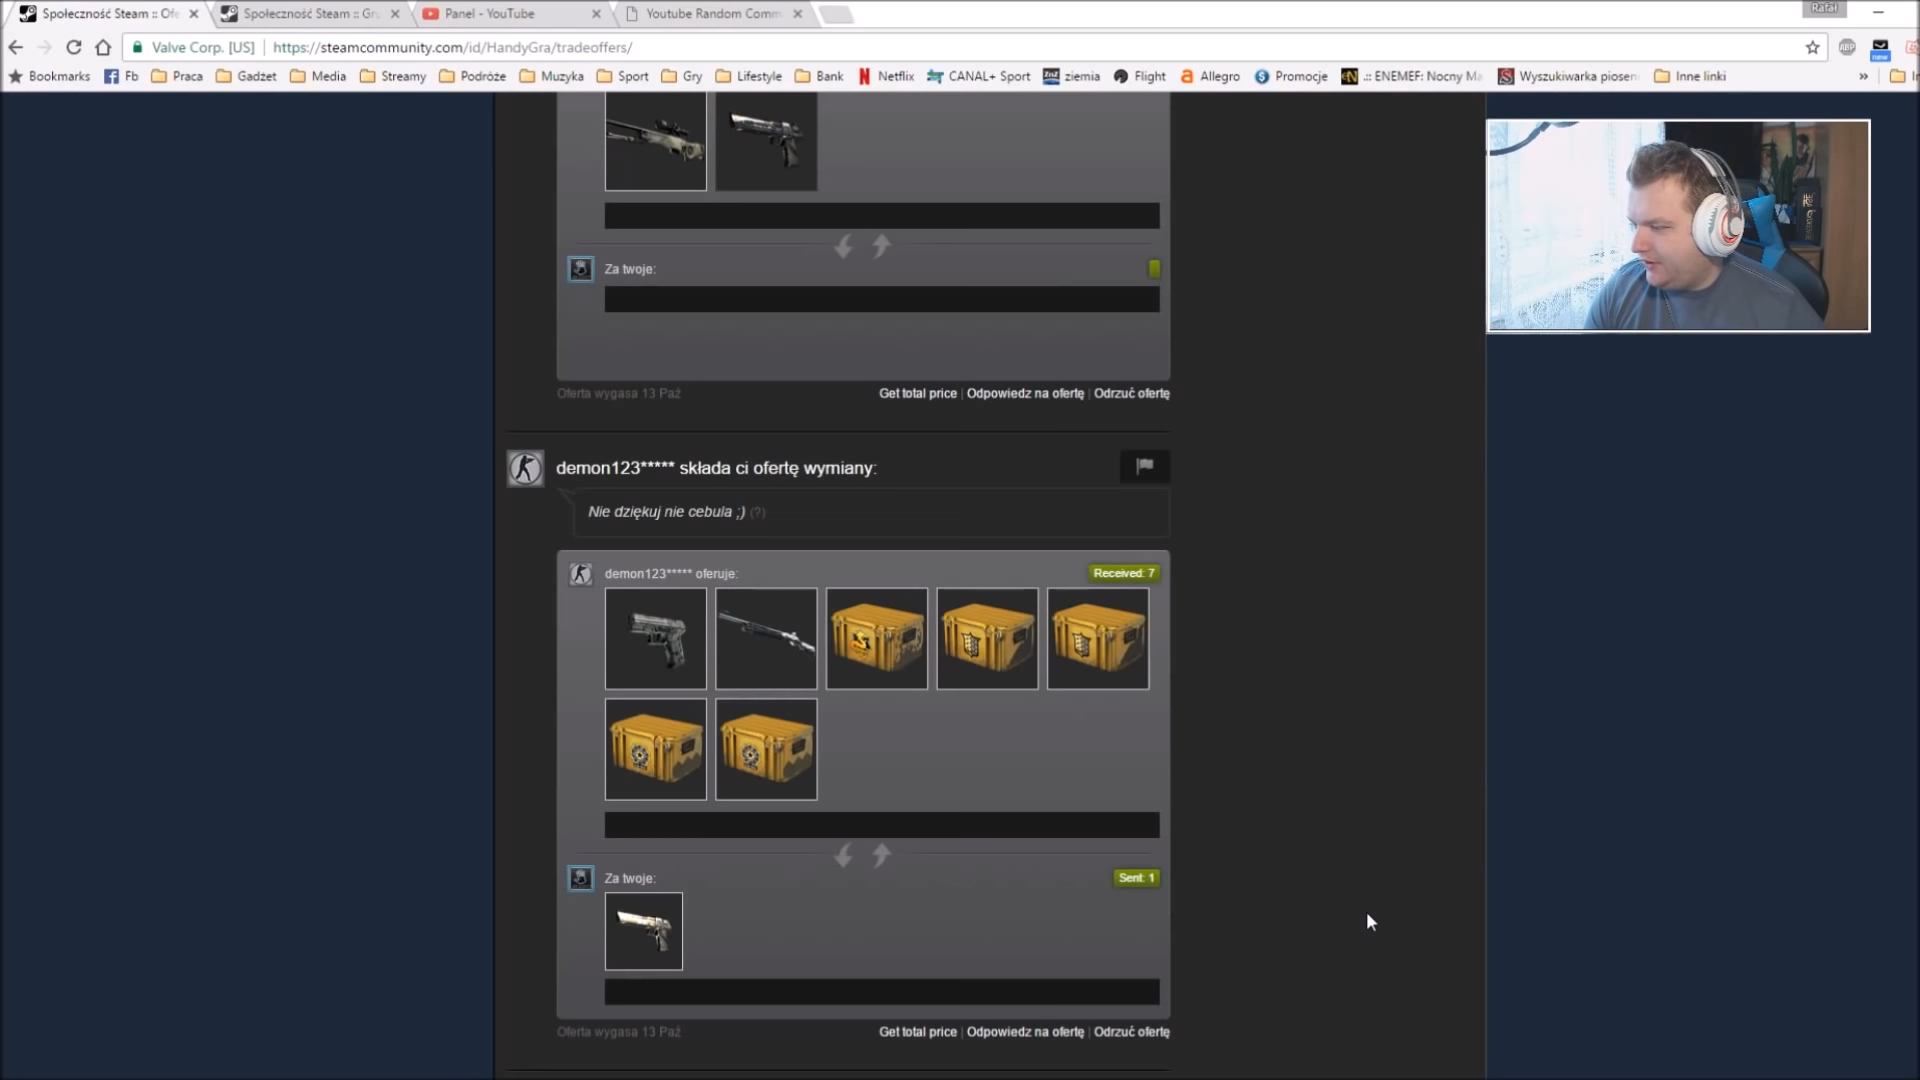 Społeczność Steam :: Ofe
Społeczność Steam :: Gru
Panel - YouTube
Youtube Random Comm
Rafał
Valve Corp. [US] | https://steamcommunity.com/id/HandyGra/tradeoffers/
ABP
new
Bookmarks Fb Praca Gadżet Media Streamy Podróże Muzyka Sport Gry Lifestyle Bank Netflix CANAL+ Sport ziemia Flight Allegro Promocje .:: ENEMEF: Nocny Ma Wyszukiwarka piosen Inne linki »
Za twoje:
Oferta wygasa 13 Paź
Get total price | Odpowiedz na ofertę | Odrzuć ofertę
demon123***** składa ci ofertę wymiany:
Nie dziękuj nie cebula ;) (?)
demon123***** oferuje:
Received: 7
Za twoje:
Sent: 1
Oferta wygasa 13 Paź
Get total price | Odpowiedz na ofertę | Odrzuć ofertę